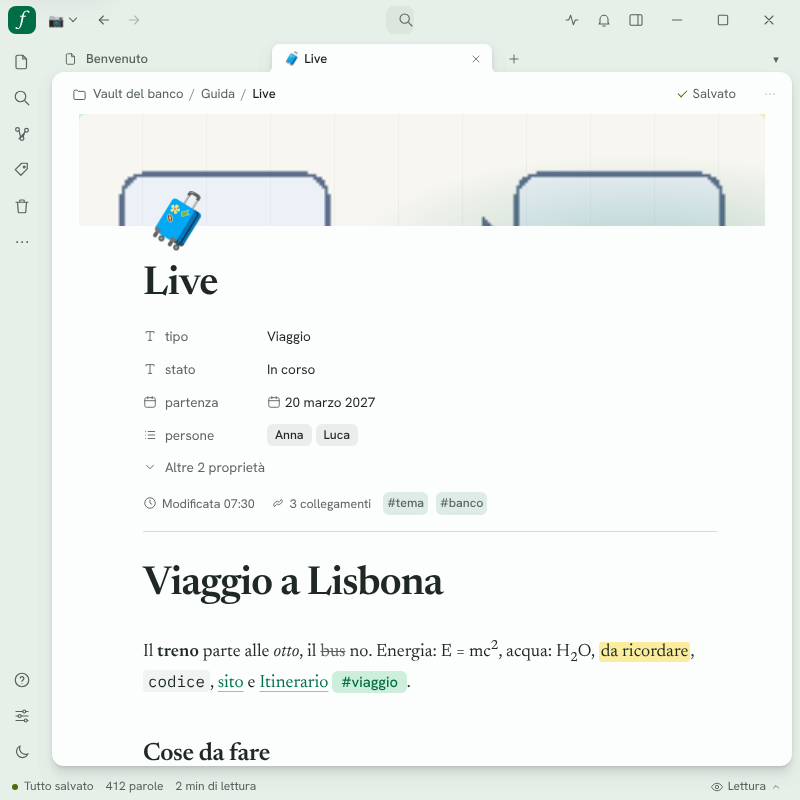 f
Benvenuto
Live
Vault del banco / Guida / Live
Salvato
Live
tipo Viaggio
stato In corso
partenza 20 marzo 2027
persone Anna Luca
Altre 2 proprietà
Modificata 07:30 3 collegamenti #tema #banco
Viaggio a Lisbona
Il treno parte alle otto, il bus no. Energia: E = mc², acqua: H₂O, da ricordare,
codice, sito e Itinerario #viaggio.
Cose da fare
Tutto salvato 412 parole 2 min di lettura Lettura